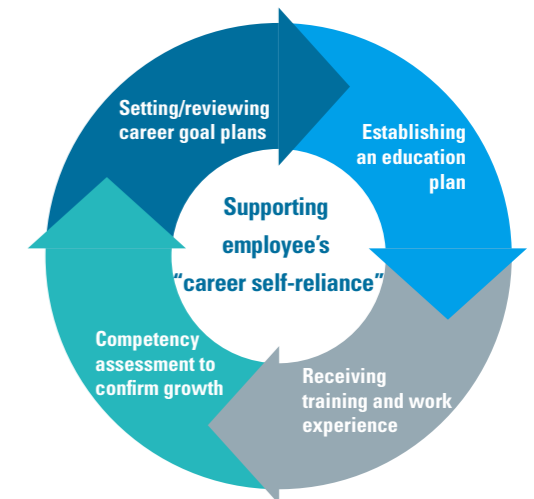 Setting/reviewing
career goal plans
Establishing
an education
plan
Supporting
employee's
"career self-reliance"
Competency
assessment to
confirm growth
Receiving
training and work
experience